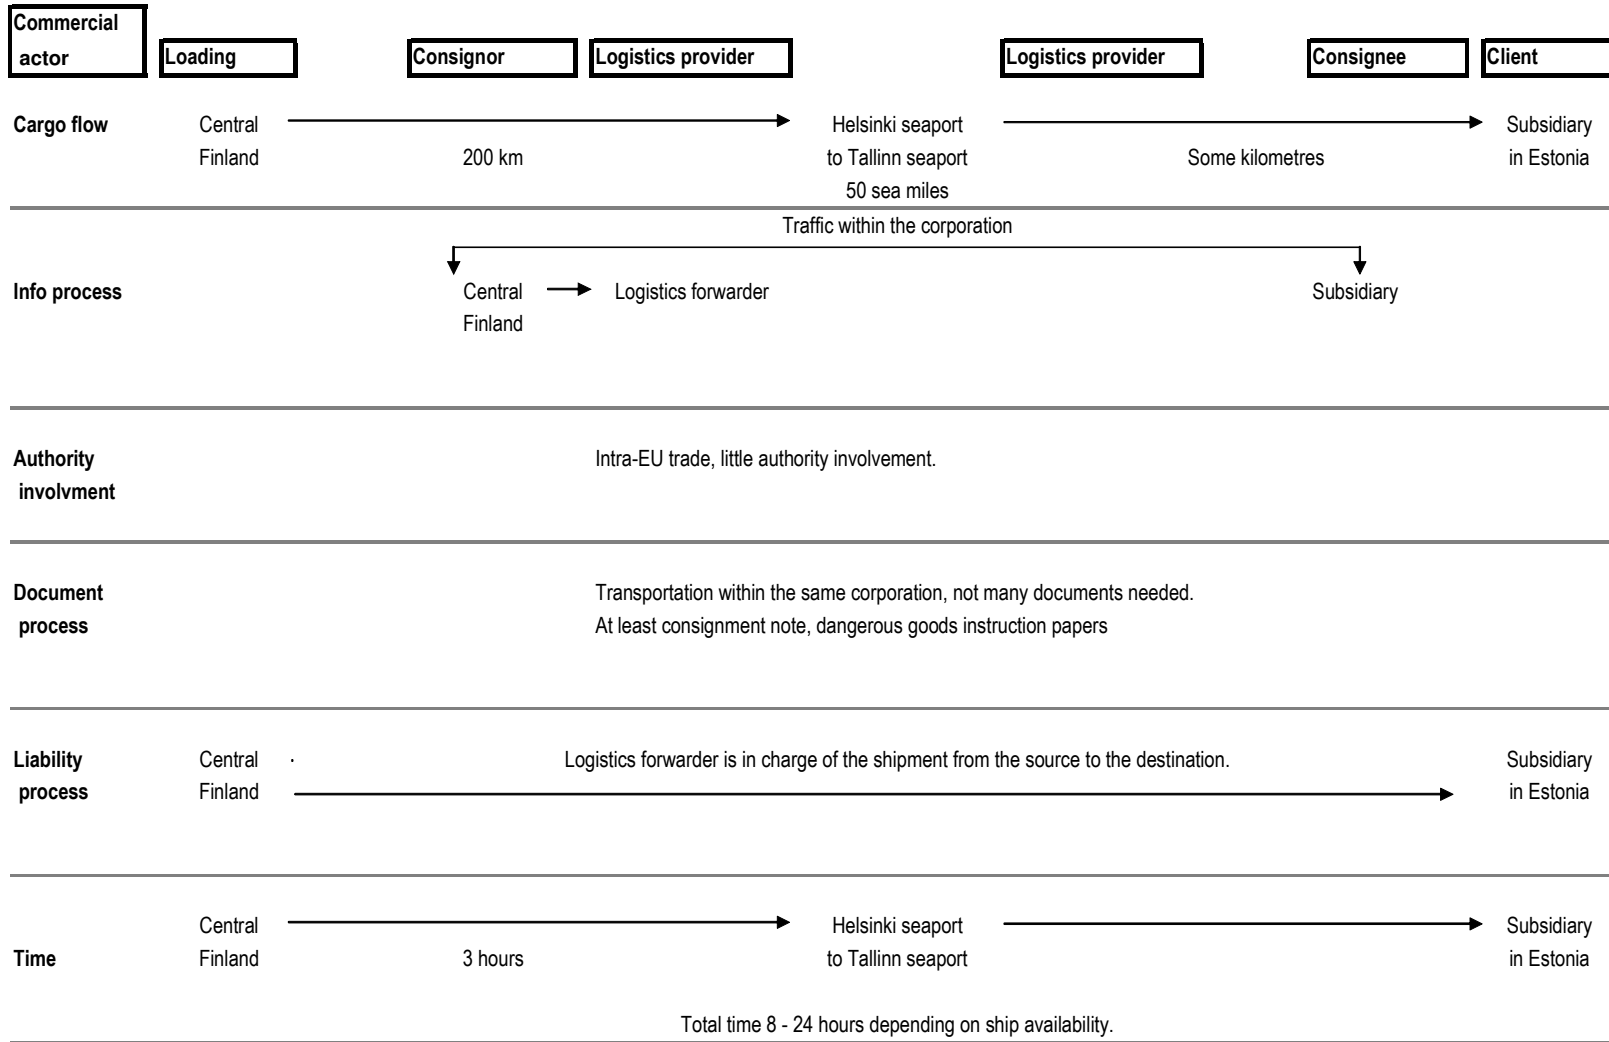 Commercial
actor
Loading
Consignor
Logistics provider
Logistics provider
Consignee
Client
Cargo flow
Central
Finland
200 km
Helsinki seaport
to Tallinn seaport
50 sea miles
Some kilometres
Subsidiary
in Estonia
Traffic within the corporation
Info process
Central
Finland
Logistics forwarder
Subsidiary
Authority
involvment
Intra-EU trade, little authority involvement.
Document
process
Transportation within the same corporation, not many documents needed.
At least consignment note, dangerous goods instruction papers
Liability
process
Central
Finland
Logistics forwarder is in charge of the shipment from the source to the destination.
Subsidiary
in Estonia
Time
Central
Finland
3 hours
Helsinki seaport
to Tallinn seaport
Subsidiary
in Estonia
Total time 8 - 24 hours depending on ship availability.